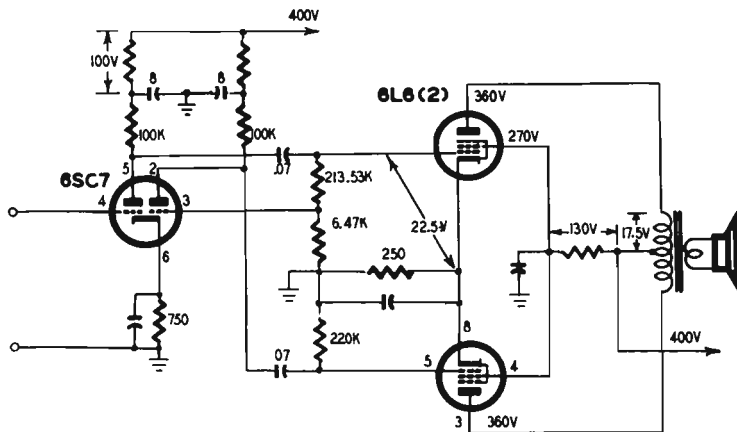 400V
100V
8
8
6L6(2)
360V
270V
100K
100K
5
2
.07
213.53K
6SC7
4
3
6.47K
22.5V
130V
17.5V
250
6
750
8
400V
220K
07
5
4
3
360V